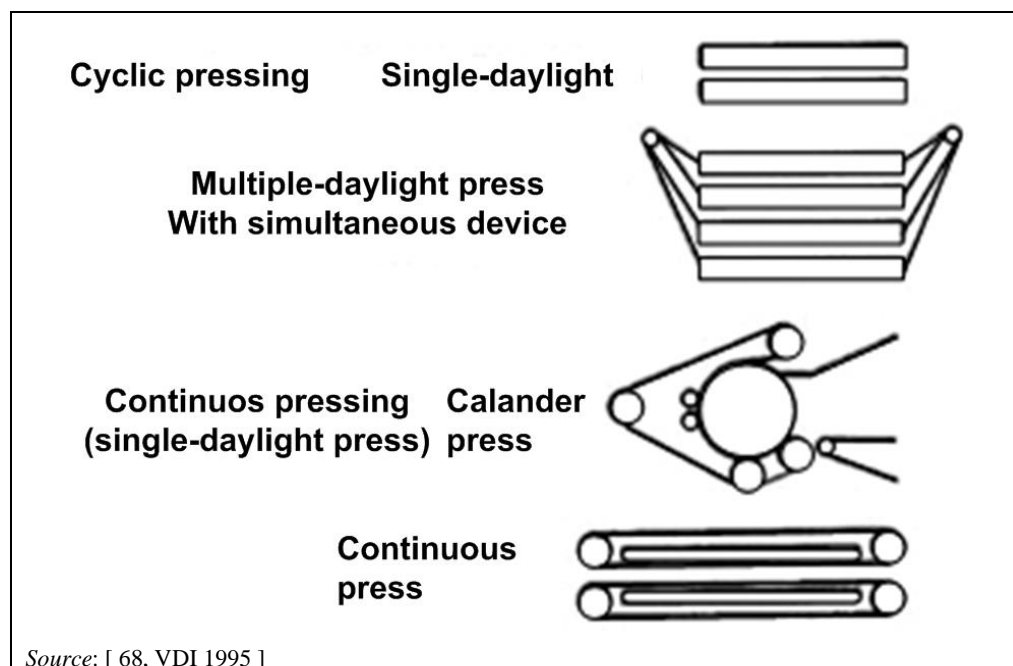 Cyclic pressing Single-daylight
Multiple-daylight press
With simultaneous device
Continuos pressing Calander
(single-daylight press) press
Continuous
press
Source: [ 68, VDI 1995 ]